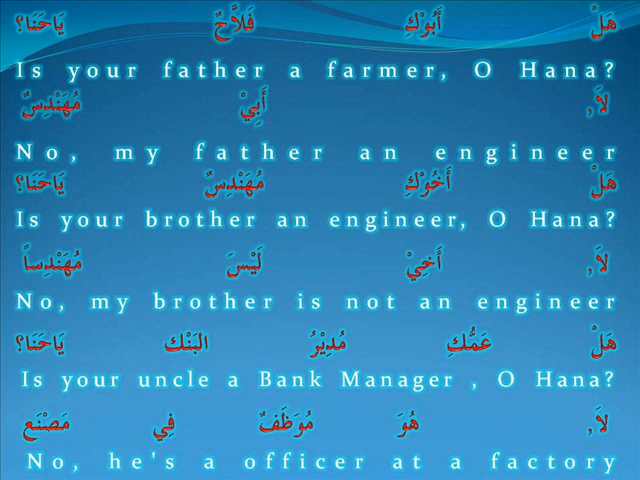 هَلْ أَبُوْكِ فَلاَّحٌ يَاحَنَا؟
Is your father a farmer, O Hana?
لاَ, أَبِيْ مُهَنْدِسٌ
No, my father an engineer
هَلْ أَخُوْكِ مُهَنْدِسٌ يَاحَنَا؟
Is your brother an engineer, O Hana?
لاَ, أَخِيْ لَيْسَ مُهَنْدِساً
No, my brother is not an engineer
هَلْ عَمُّكِ مُدِيْرُ البَنْك يَاحَنَا؟
Is your uncle a Bank Manager , O Hana?
لاَ, هُوَ مُوَظَفٌ فِي مَصْنَع
No, he's a officer at a factory